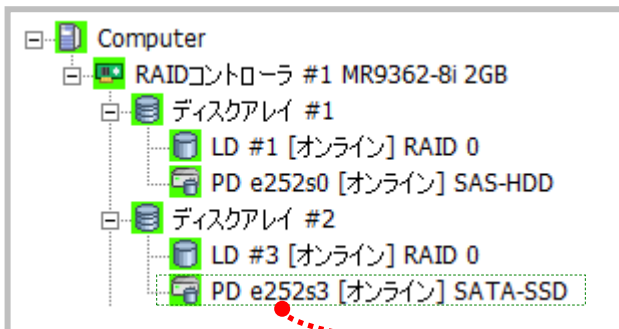 Computer
RAIDコントローラ #1 MR9362-8i 2GB
ディスクアレイ #1
LD #1 [オンライン] RAID 0
PD e252s0 [オンライン] SAS-HDD
ディスクアレイ #2
LD #3 [オンライン] RAID 0
PD e252s3 [オンライン] SATA-SSD